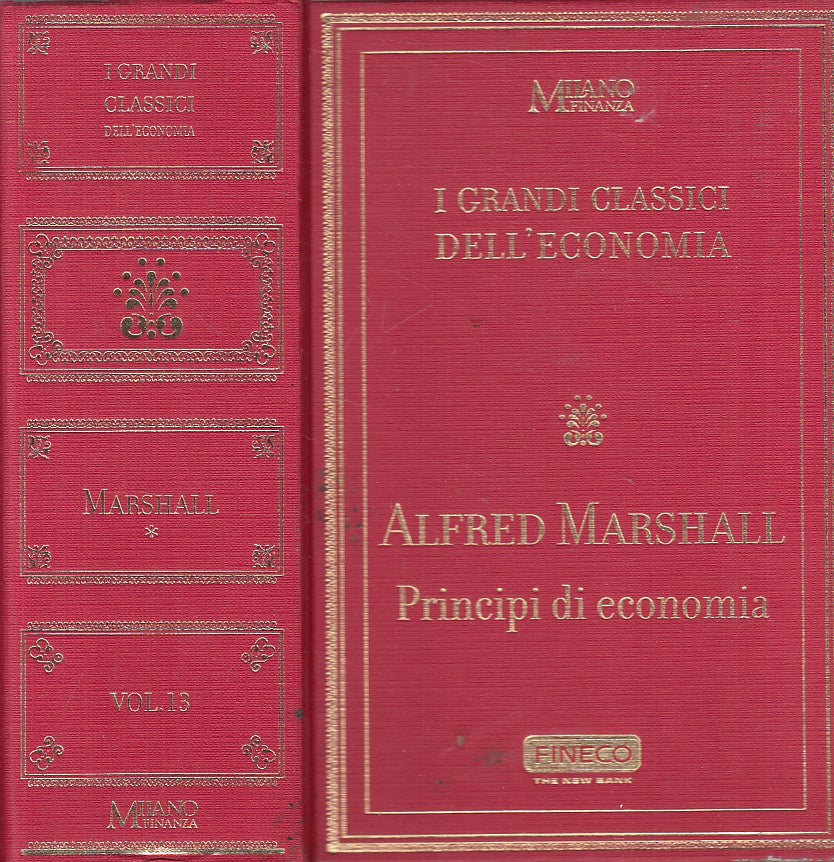 I GRANDI
CLASSICI
DELL'ECONOMIA
MARSHALL
*
VOL.13
MILANO
FINANZA
MILANO
FINANZA
I GRANDI CLASSICI
DELL'ECONOMIA
ALFRED MARSHALL
Principi di economia
FINECO
THE NEW BANK